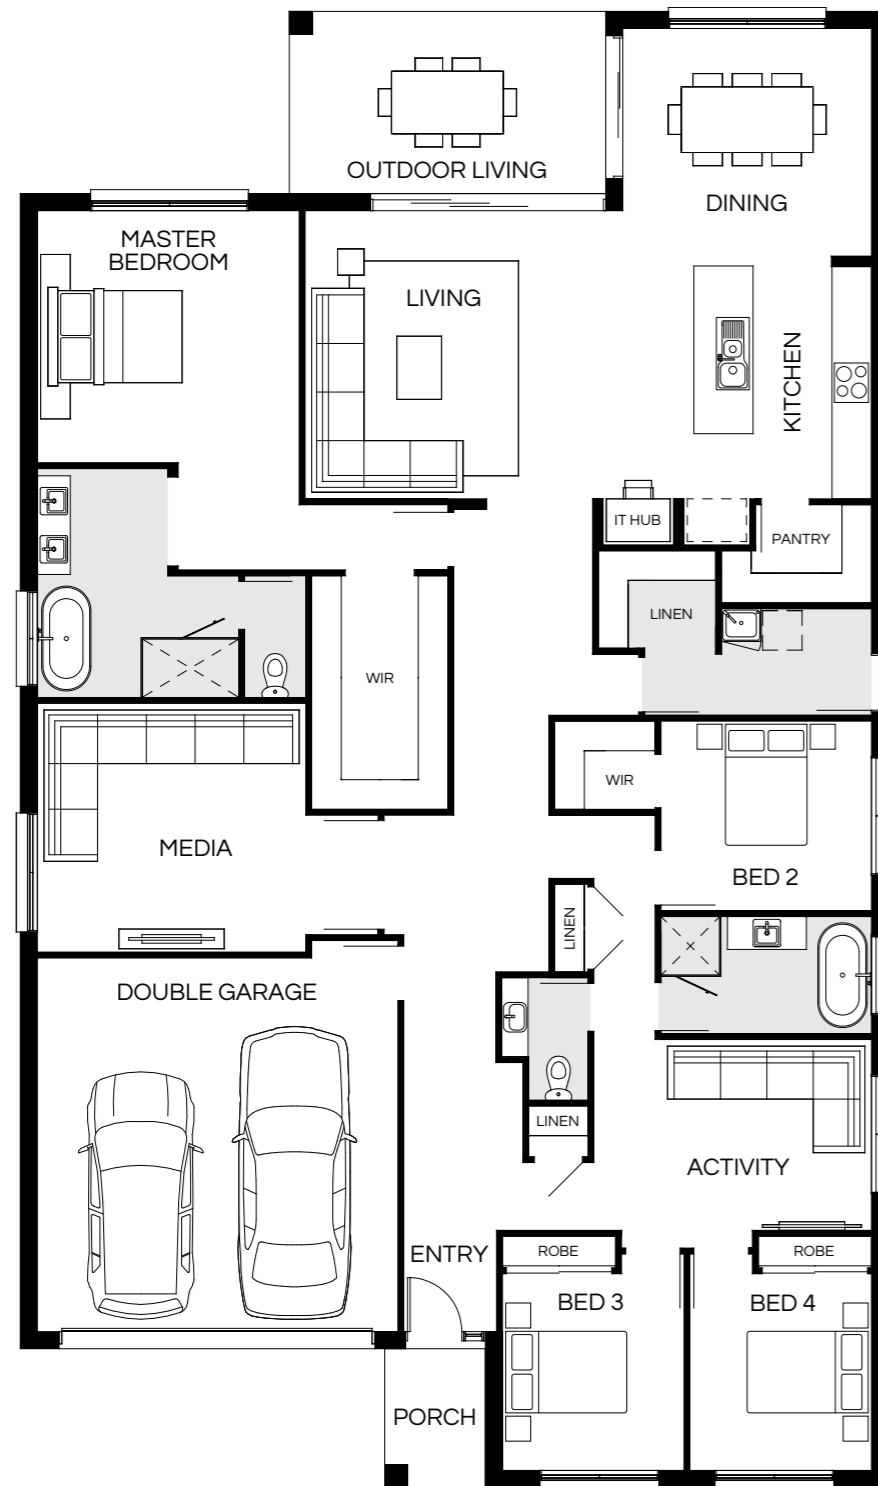 OUTDOOR LIVING
DINING
MASTER
BEDROOM
LIVING
KITCHEN
IT HUB
PANTRY
LINEN
WIR
WIR
MEDIA
BED 2
LINEN
DOUBLE GARAGE
LINEN
ACTIVITY
ENTRY
ROBE
ROBE
BED 3
BED 4
PORCH